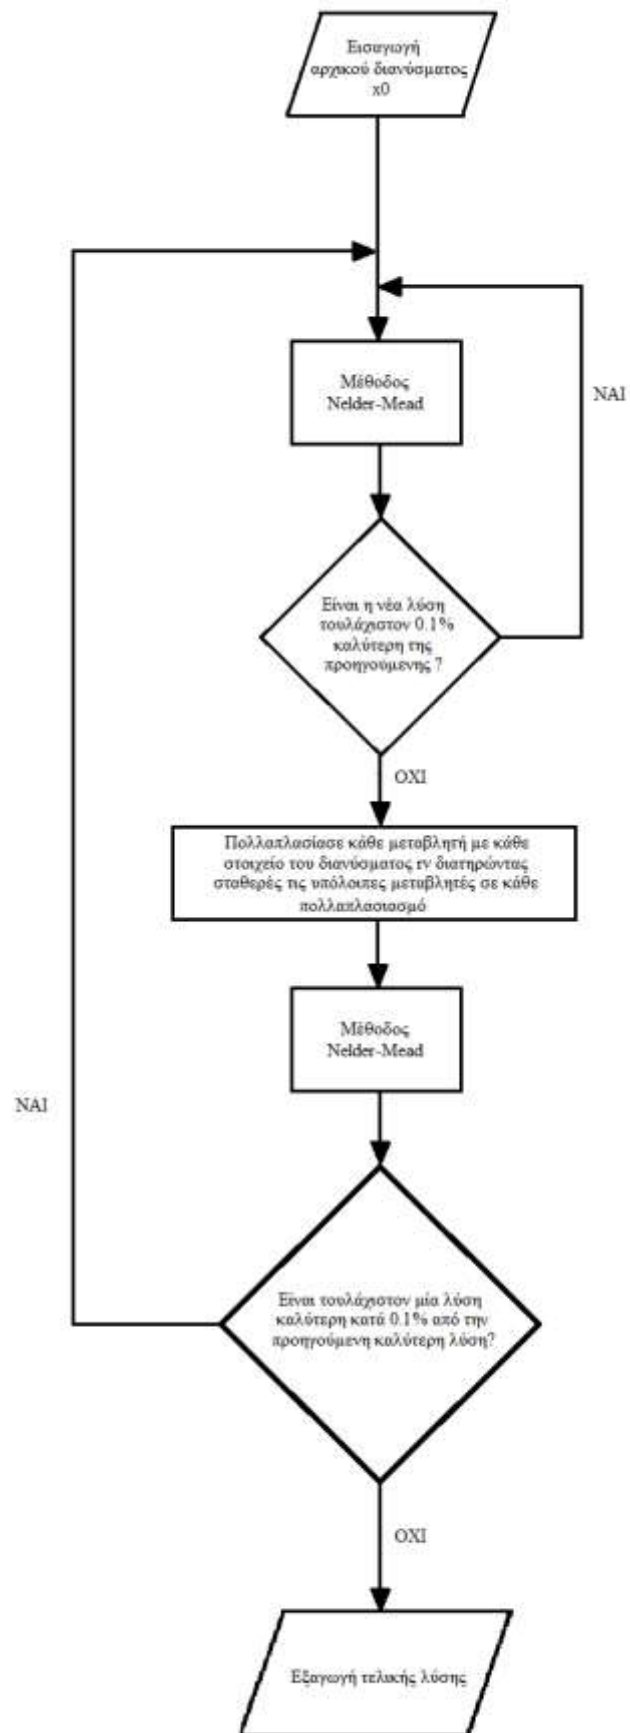 Εισαγωγή
αρχικού διανύσματος
x0
Μέθοδος
Nelder-Mead
ΝΑΙ
Είναι η νέα λύση
τουλάχιστον 0.1%
καλύτερη της
προηγούμενης ?
ΟΧΙ
Πολλαπλασίασε κάθε μεταβλητή με κάθε
στοιχείο του διανύσματος rv διατηρώντας
σταθερές τις υπόλοιπες μεταβλητές σε κάθε
πολλαπλασιασμό
Μέθοδος
Nelder-Mead
ΝΑΙ
Είναι τουλάχιστον μία λύση
καλύτερη κατά 0.1% από την
προηγούμενη καλύτερη λύση?
ΟΧΙ
Εξαγωγή τελικής λύσης